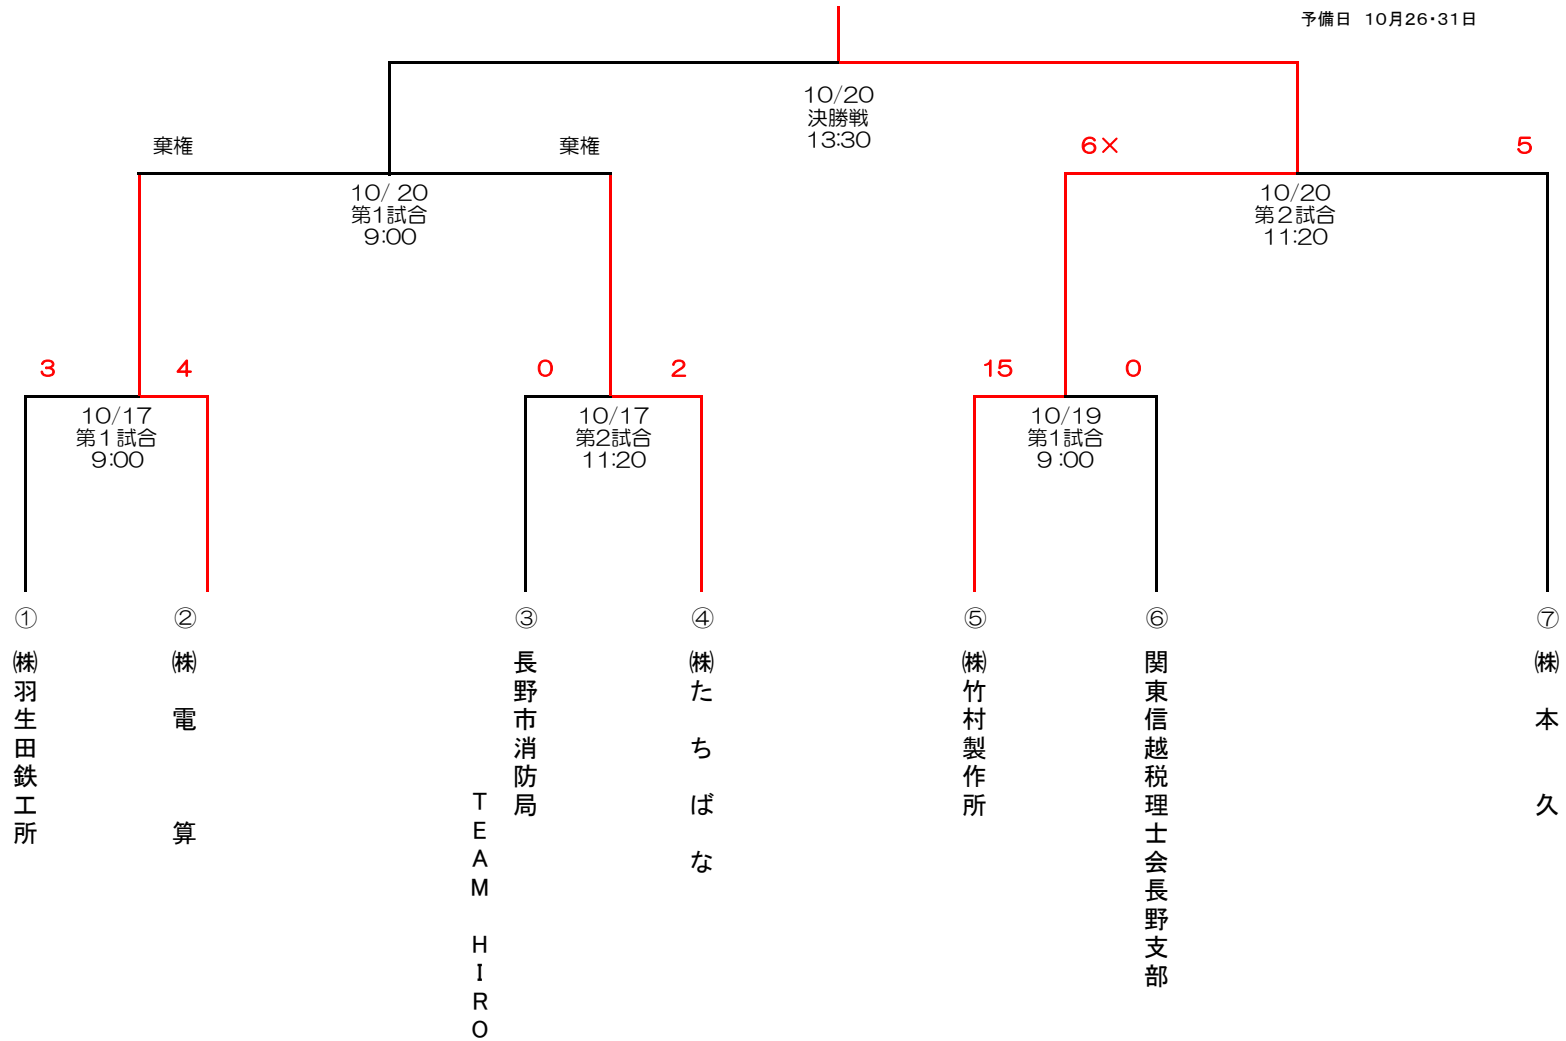 予備日　10月26・31日
10/20
決勝戦
13:30
棄権
棄権
6×
5
10/ 20
第1試合
9:00
10/20
第２試合
11:20
3
4
0
2
15
0
10/17
第１試合
9:00
10/17
第2試合
11:20
10/19
第1試合
9:00
①
㈱羽生田鉄工所
②
㈱電算
③
長野市消防局
TEAM HIRO
④
㈱たちばな
⑤
㈱竹村製作所
⑥
関東信越税理士会長野支部
⑦
㈱本久